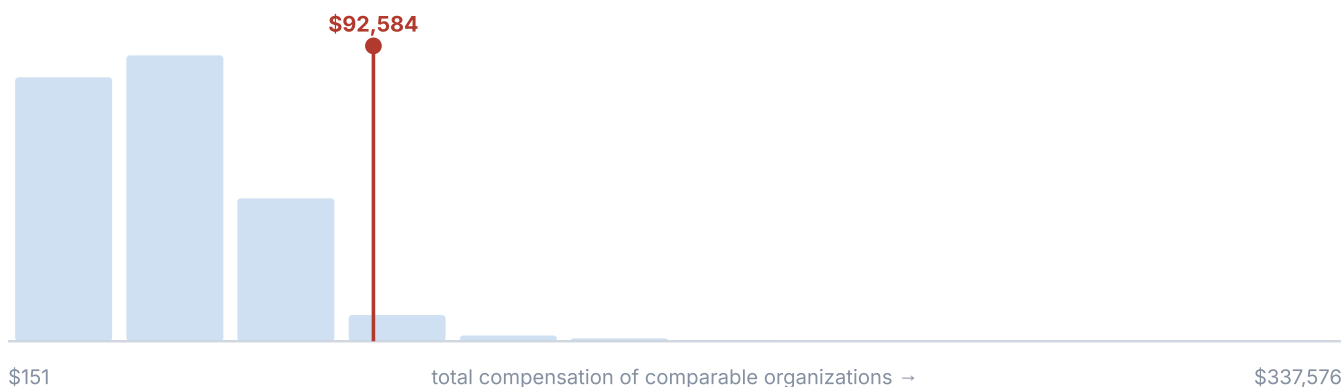 $92,584
$151 total compensation of comparable organizations → $337,576